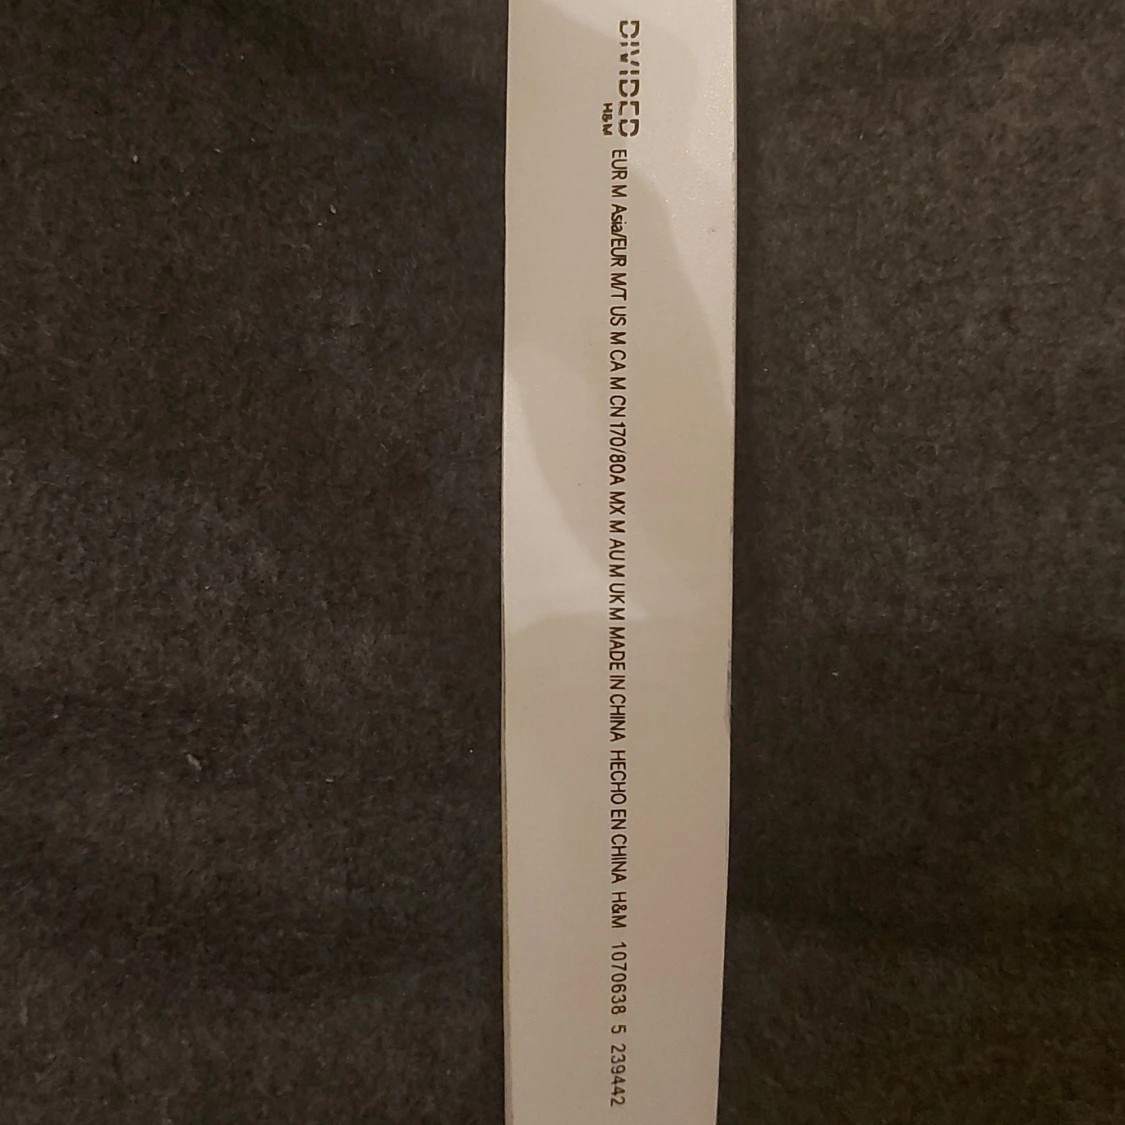 DIVIDED
H&M
EUR M Asia/EUR M/T US M CA M CN 170/80A MX M AU M UK M MADE IN CHINA HECHO EN CHINA H&M 1070638 5 239442